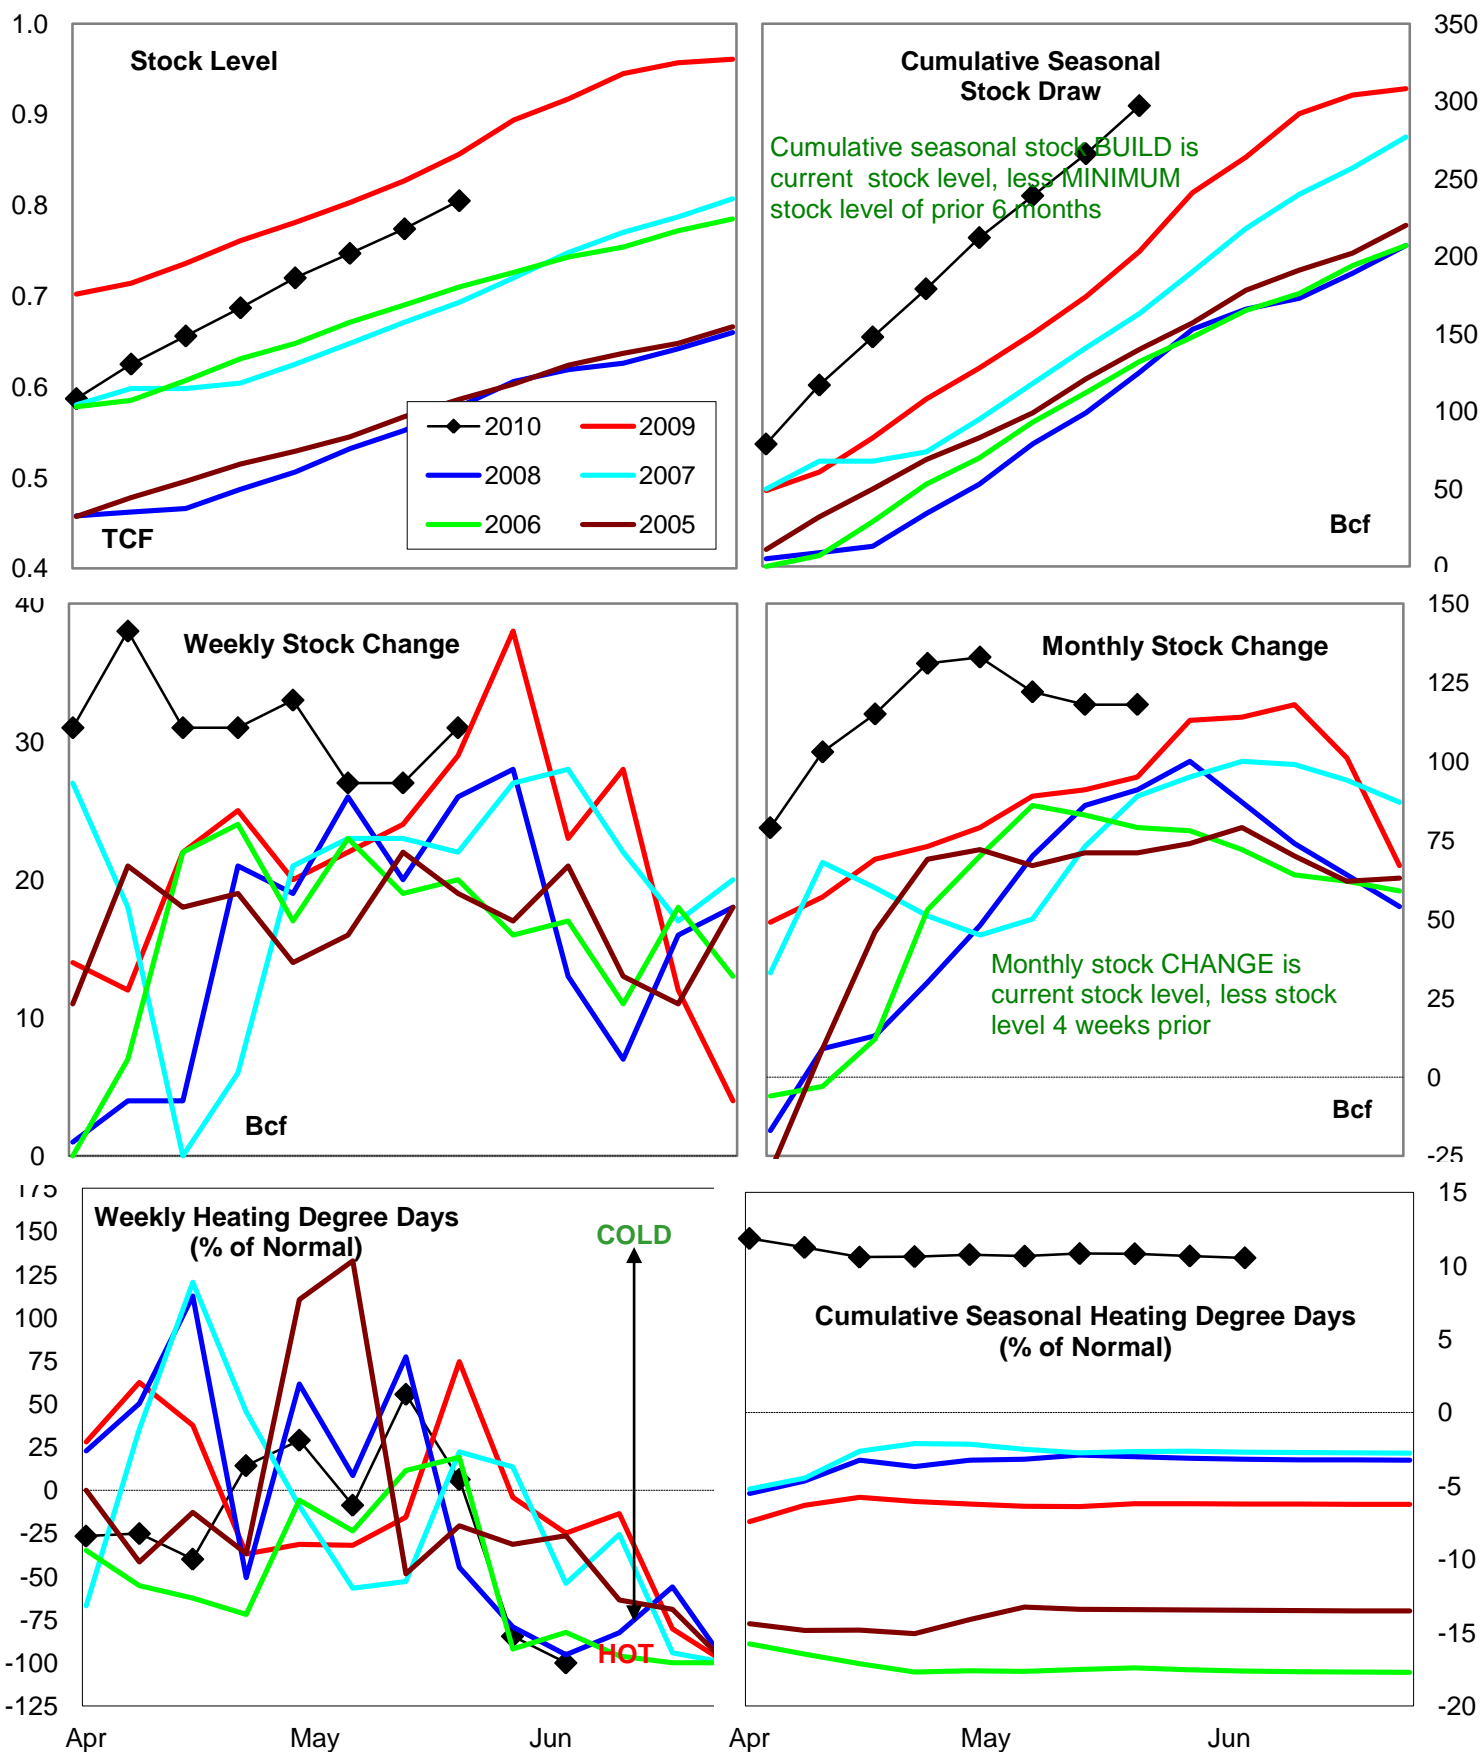 1.0
Stock Level
0.9
0.8
0.7
0.6
0.5
0.4
TCF
2010
2009
2008
2007
2006
2005
Cumulative Seasonal
Stock Draw
Cumulative seasonal stock BUILD is
current stock level, less MINIMUM
stock level of prior 6 months
Bcf
350
300
250
200
150
100
50
0
40
30
20
10
0
Weekly Stock Change
Bcf
Monthly Stock Change
Monthly stock CHANGE is
current stock level, less stock
level 4 weeks prior
Bcf
150
125
100
75
50
25
0
-25
175
150
125
100
75
50
25
0
-25
-50
-75
-100
-125
Weekly Heating Degree Days
(% of Normal)
COLD
HOT
Apr May Jun
Cumulative Seasonal Heating Degree Days
(% of Normal)
15
10
5
0
-5
-10
-15
-20
Apr May Jun